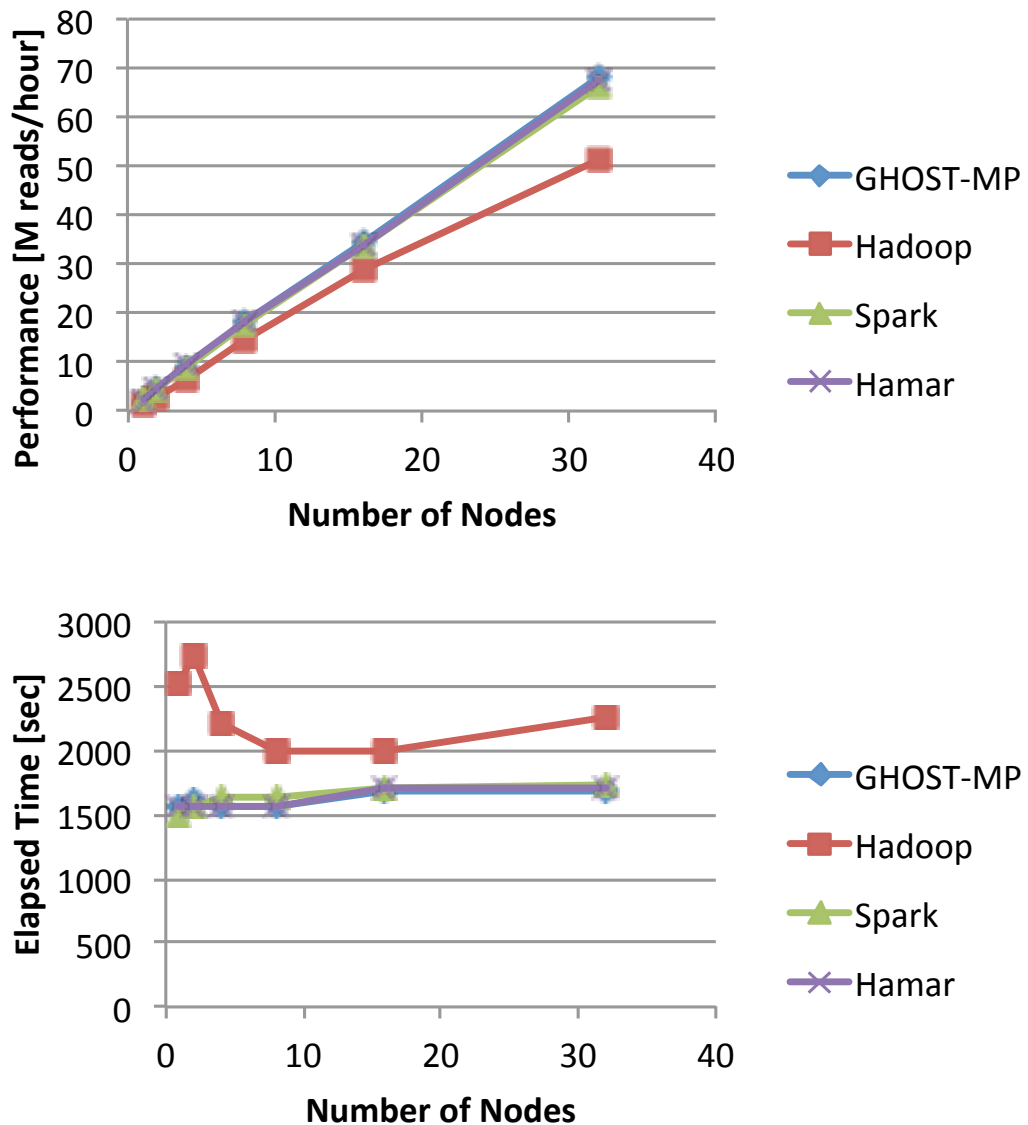 80
70
60
50
40
30
20
10
0
Performance [M reads/hour]
0 10 20 30 40
Number of Nodes
GHOST-MP
Hadoop
Spark
Hamar
3000
2500
2000
1500
1000
500
0
Elapsed Time [sec]
0 10 20 30 40
Number of Nodes
GHOST-MP
Hadoop
Spark
Hamar